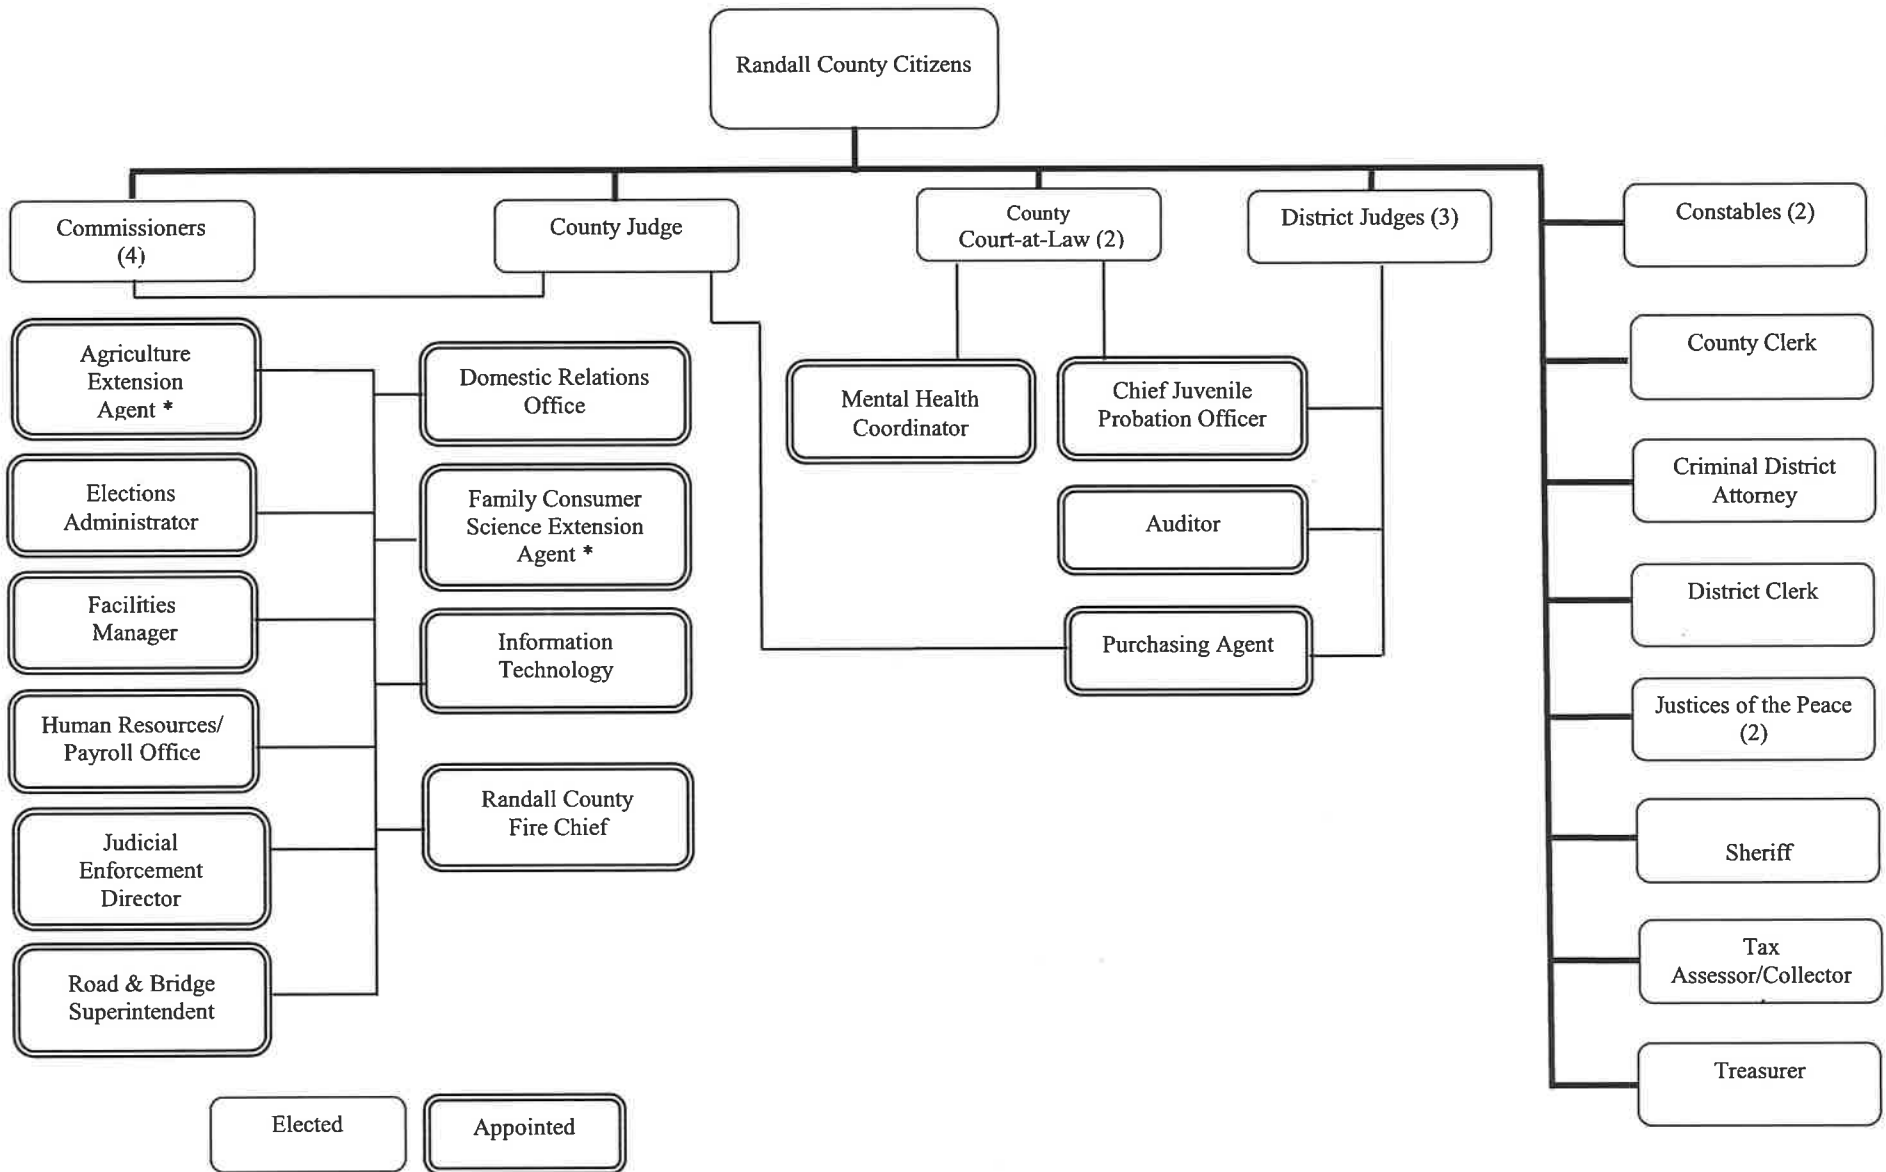 Randall County Citizens
Commissioners
(4)
County Judge
County
Court-at-Law (2)
District Judges (3)
Constables (2)
County Clerk
Criminal District
Attorney
District Clerk
Justices of the Peace
(2)
Sheriff
Tax
Assessor/Collector
Treasurer
Agriculture
Extension
Agent *
Elections
Administrator
Facilities
Manager
Human Resources/
Payroll Office
Judicial
Enforcement
Director
Road & Bridge
Superintendent
Domestic Relations
Office
Family Consumer
Science Extension
Agent *
Information
Technology
Randall County
Fire Chief
Mental Health
Coordinator
Chief Juvenile
Probation Officer
Auditor
Purchasing Agent
Elected
Appointed